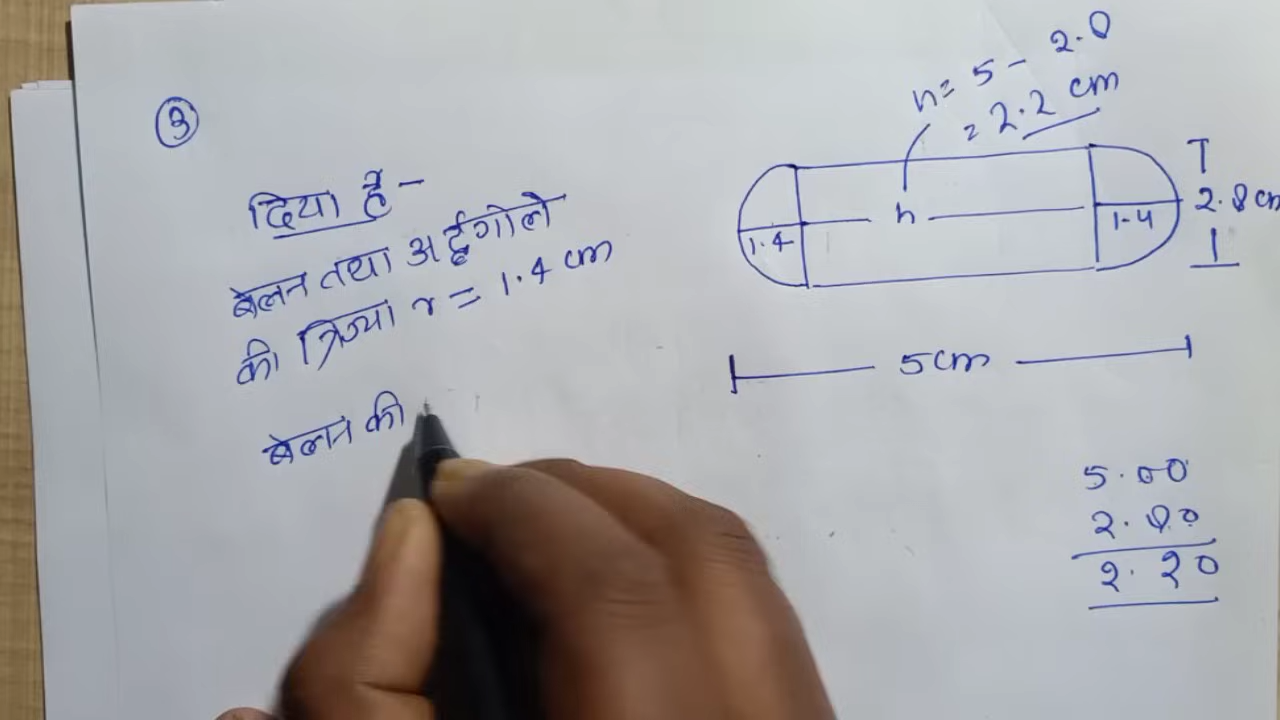 3
दिया है -
बेलन तथा अर्द्धगोले
की त्रिज्या r = 1.4 cm
बेलन की
h = 5 - 2.8
= 2.2 cm
1.4
h
1.4
2.8 cm
5cm
5.00
2.80
2.20